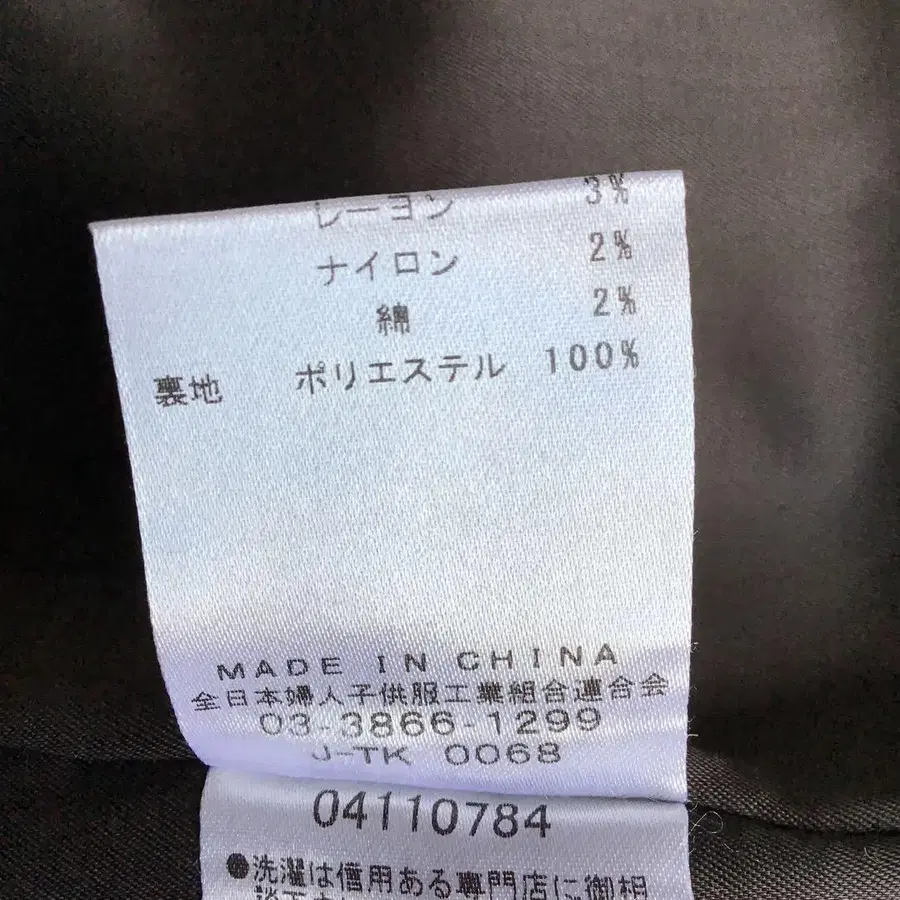 レーヨン 3%
ナイロン 2%
綿 2%
裏地 ポリエステル 100%
MADE IN CHINA
全日本婦人子供服工業組合連合会
03-3866-1299
J-TK 0068
04110784
●洗濯は信用ある専門店に御相